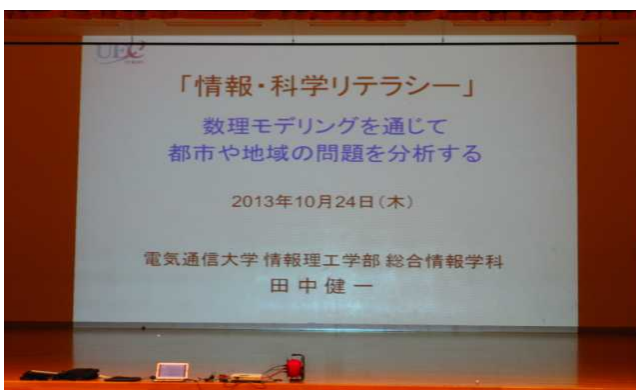 UEC
「情報・科学リテラシー」
数理モデリングを通じて
都市や地域の問題を分析する
2013年10月24日(木)
電気通信大学 情報理工学部 総合情報学科
田中健一